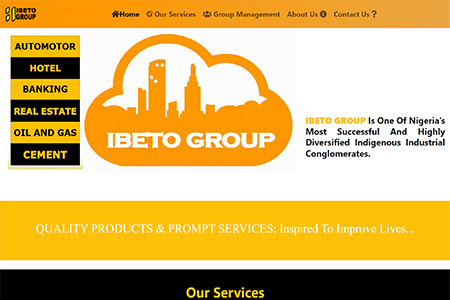 IBETO
GROUP
Home Our Services Group Management About Us Contact Us ?
AUTOMOTOR
HOTEL
BANKING
REAL ESTATE
OIL AND GAS
CEMENT
IBETO GROUP
IBETO GROUP Is One Of Nigeria's
Most Successful And Highly
Diversified Indigenous Industrial
Conglomerates.
QUALITY PRODUCTS & PROMPT SERVICES; Inspired To Improve Lives...
Our Services